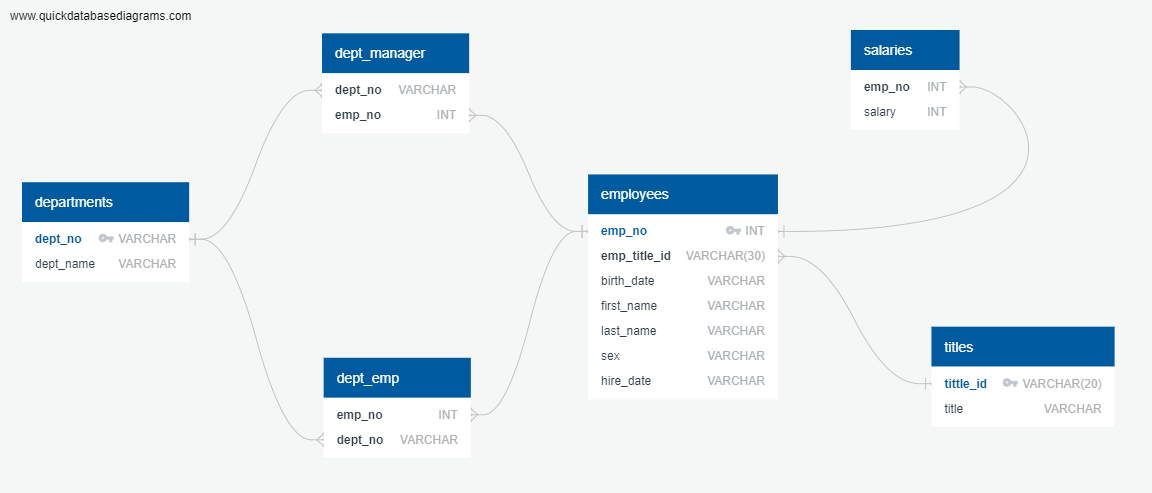 www.quickdatabasediagrams.com
dept_manager
dept_no VARCHAR
emp_no INT
salaries
emp_no INT
salary INT
departments
dept_no VARCHAR
dept_name VARCHAR
employees
emp_no INT
emp_title_id VARCHAR(30)
birth_date VARCHAR
first_name VARCHAR
last_name VARCHAR
sex VARCHAR
hire_date VARCHAR
dept_emp
emp_no INT
dept_no VARCHAR
titles
tittle_id VARCHAR(20)
title VARCHAR